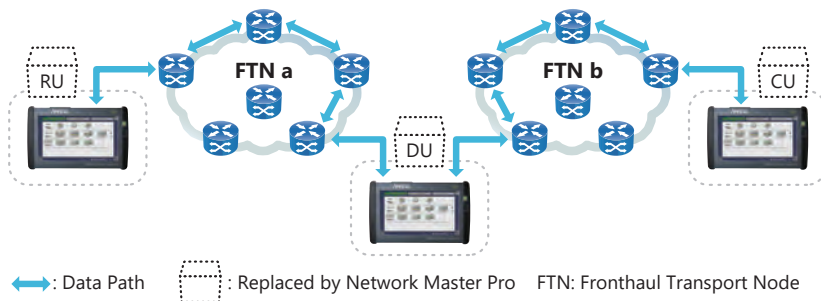 FTN a
FTN b
RU
CU
DU
: Data Path
: Replaced by Network Master Pro
FTN: Fronthaul Transport Node